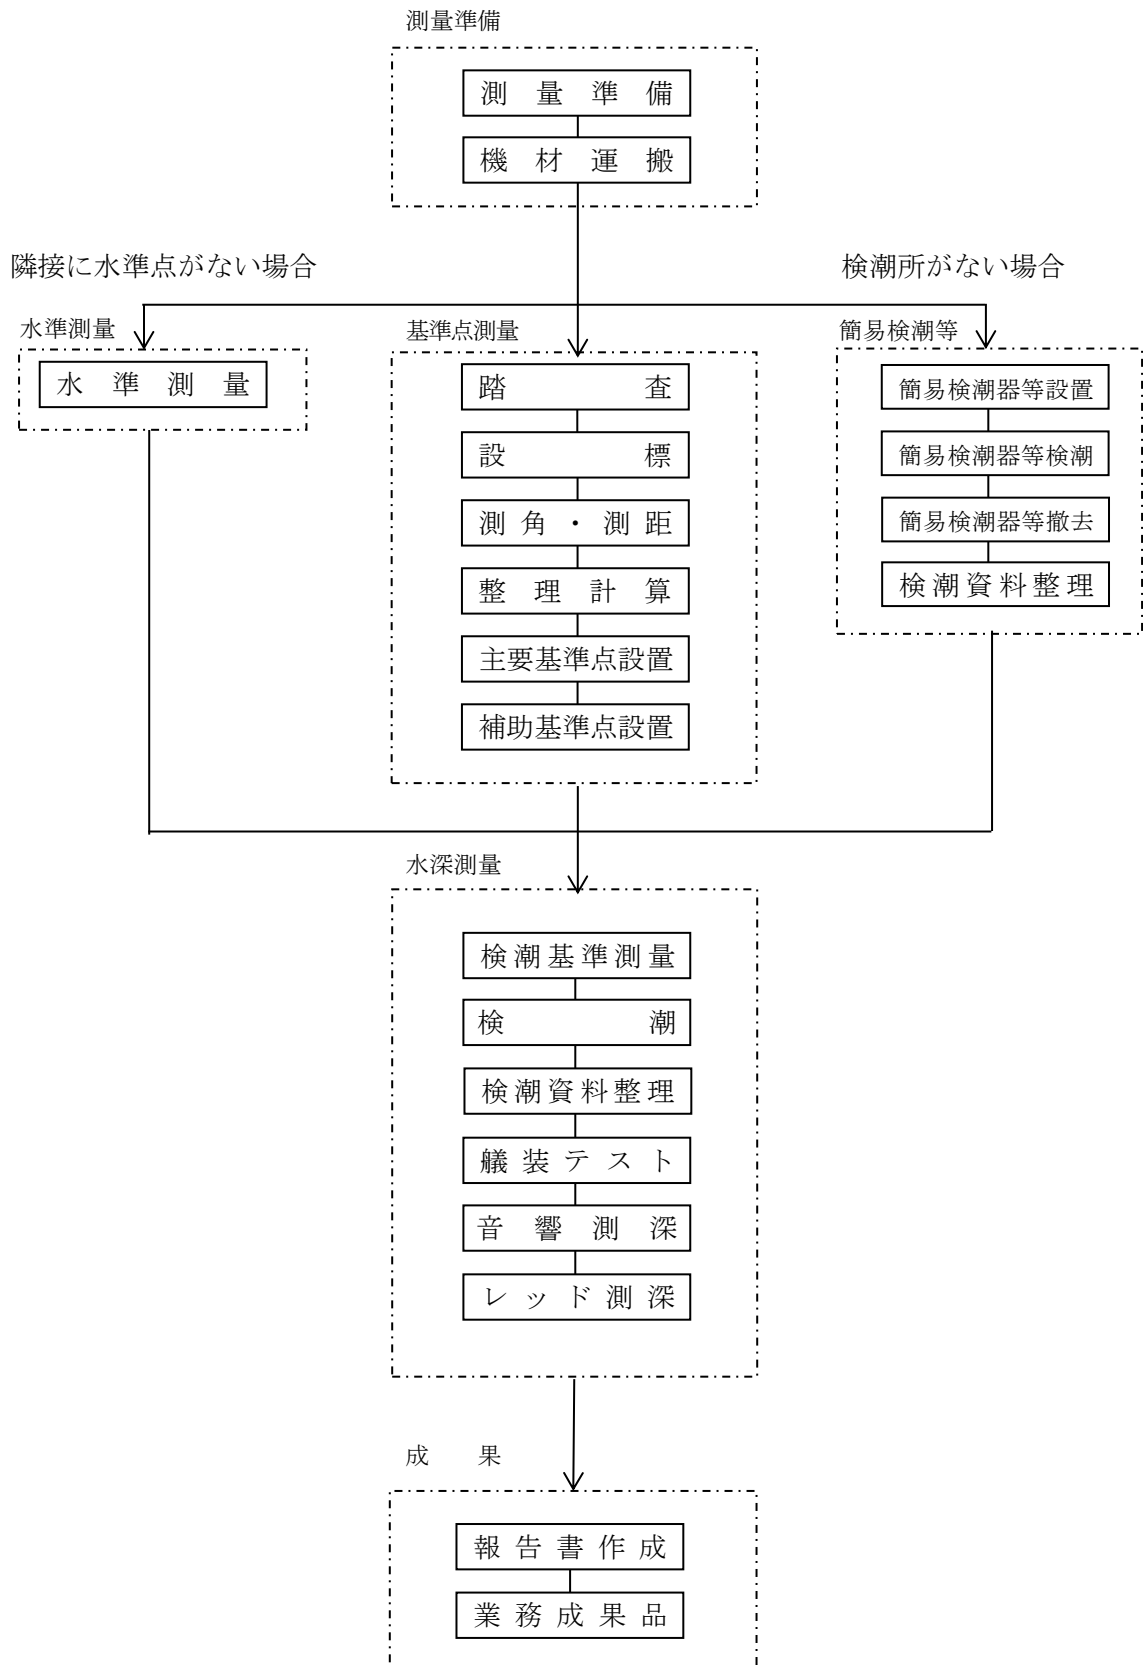 測量準備
測量準備
機材運搬
隣接に水準点がない場合
検潮所がない場合
水準測量
水準測量
基準点測量
踏査
設標
測角・測距
整理計算
主要基準点設置
補助基準点設置
簡易検潮等
簡易検潮器等設置
簡易検潮器等検潮
簡易検潮器等撤去
検潮資料整理
水深測量
検潮基準測量
検潮
検潮資料整理
艤装テスト
音響測深
レッド測深
成果
報告書作成
業務成果品